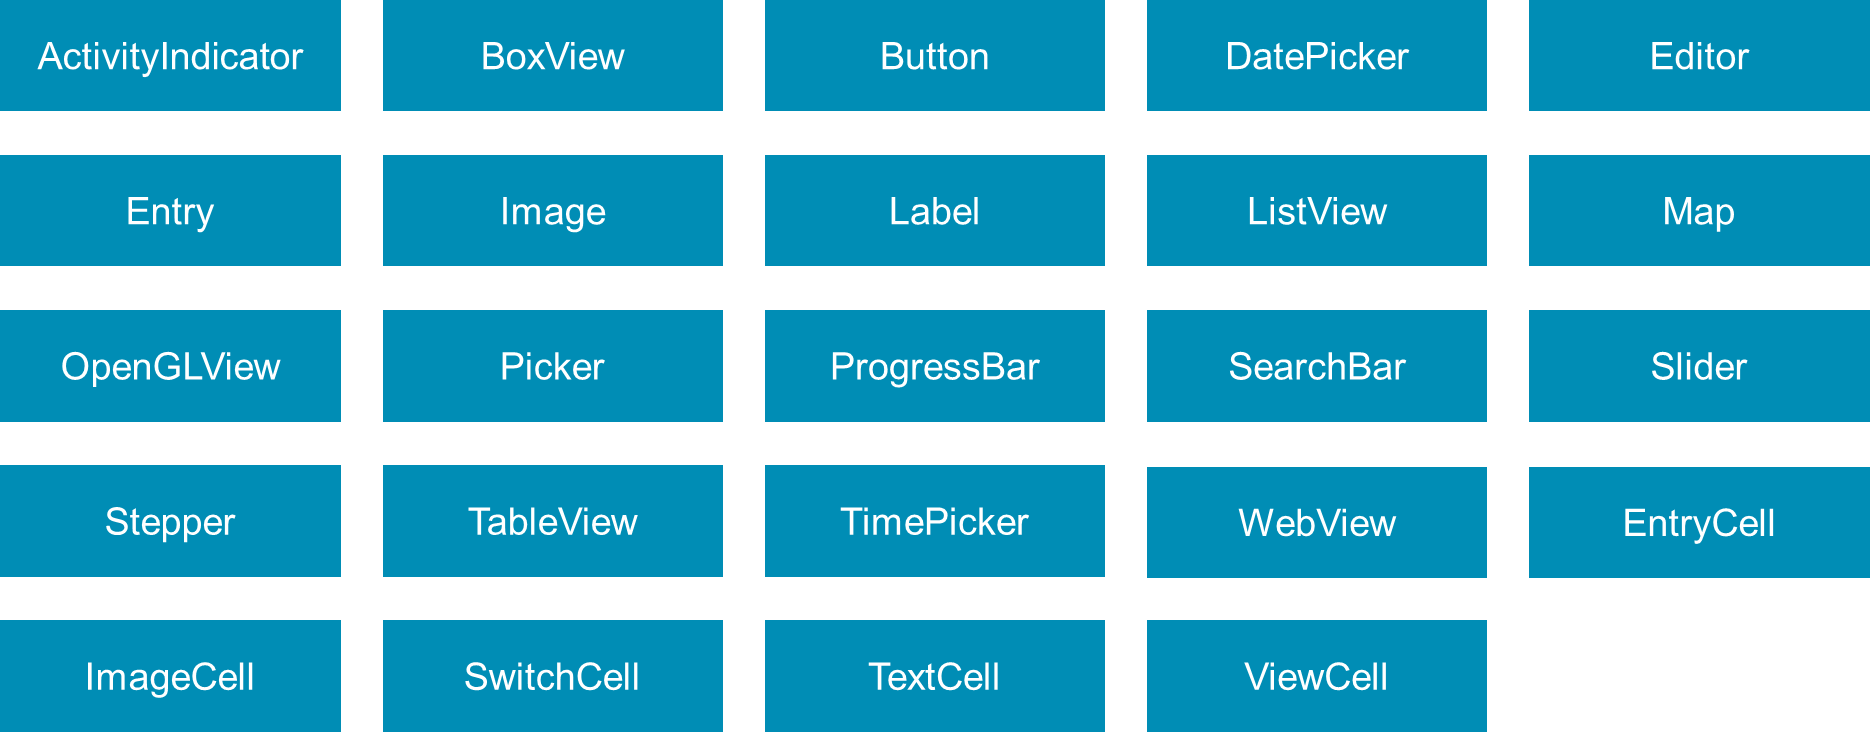 ActivityIndicator
BoxView
Button
DatePicker
Editor
Entry
Image
Label
ListView
Map
OpenGLView
Picker
ProgressBar
SearchBar
Slider
Stepper
TableView
TimePicker
WebView
EntryCell
ImageCell
SwitchCell
TextCell
ViewCell